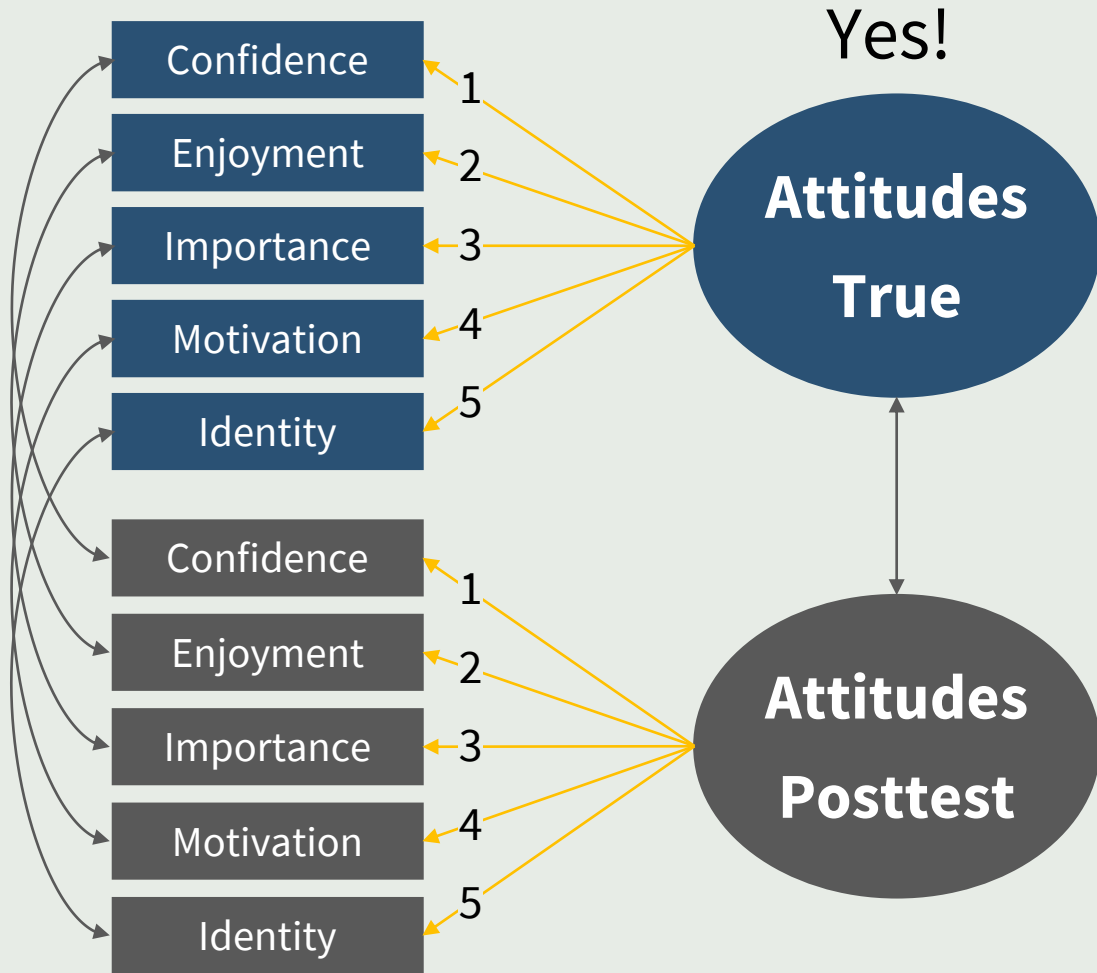 Yes!
Confidence
Enjoyment
Importance
Motivation
Identity
1
2
3
4
5
Attitudes
True
Confidence
Enjoyment
Importance
Motivation
Identity
1
2
3
4
5
Attitudes
Posttest